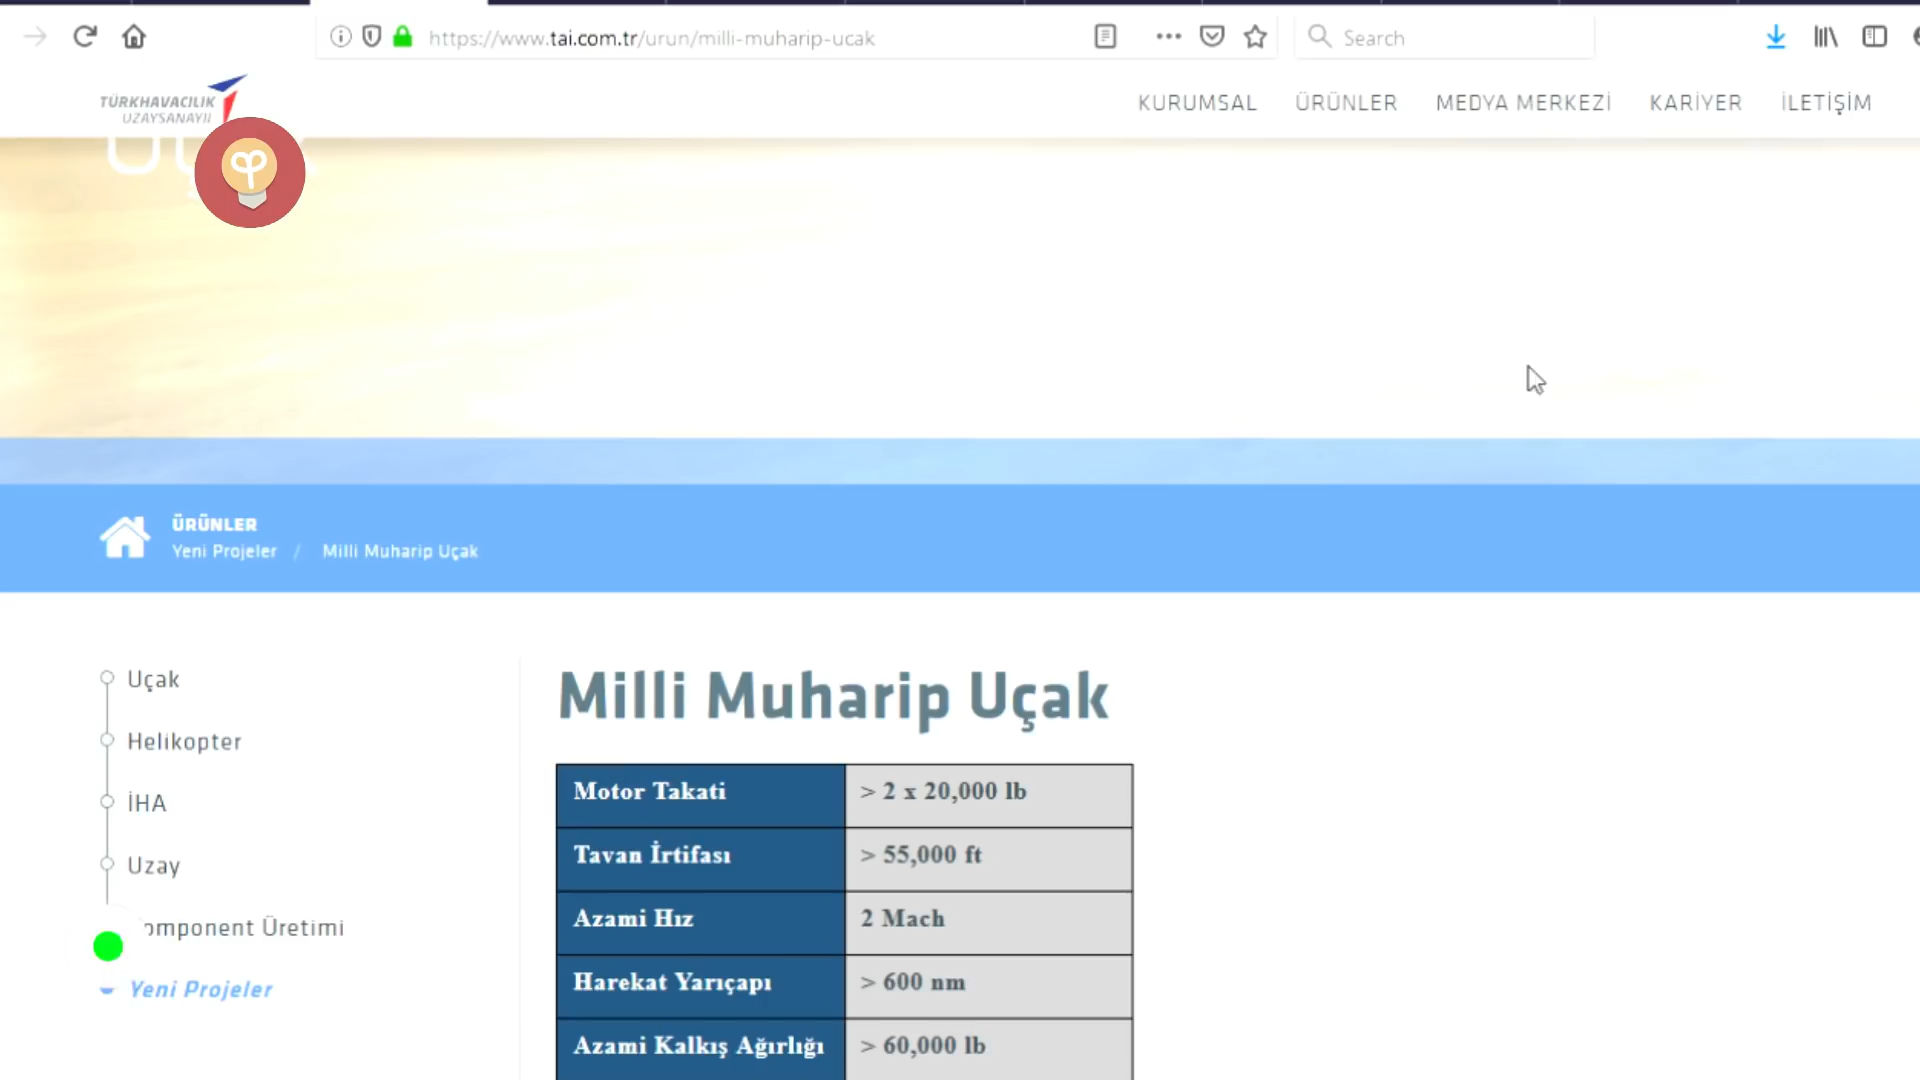 https://www.tai.com.tr/urun/milli-muharip-ucak
Search
TÜRKHAVACILIK
UZAYSANAYİİ
KURUMSAL
ÜRÜNLER
MEDYA MERKEZİ
KARİYER
İLETİŞİM
ÜRÜNLER
Yeni Projeler / Milli Muharip Uçak
Uçak
Helikopter
İHA
Uzay
omponent Üretimi
Yeni Projeler
Milli Muharip Uçak
Motor Takati > 2 x 20,000 lb
Tavan İrtifası > 55,000 ft
Azami Hız 2 Mach
Harekat Yarıçapı > 600 nm
Azami Kalkış Ağırlığı > 60,000 lb